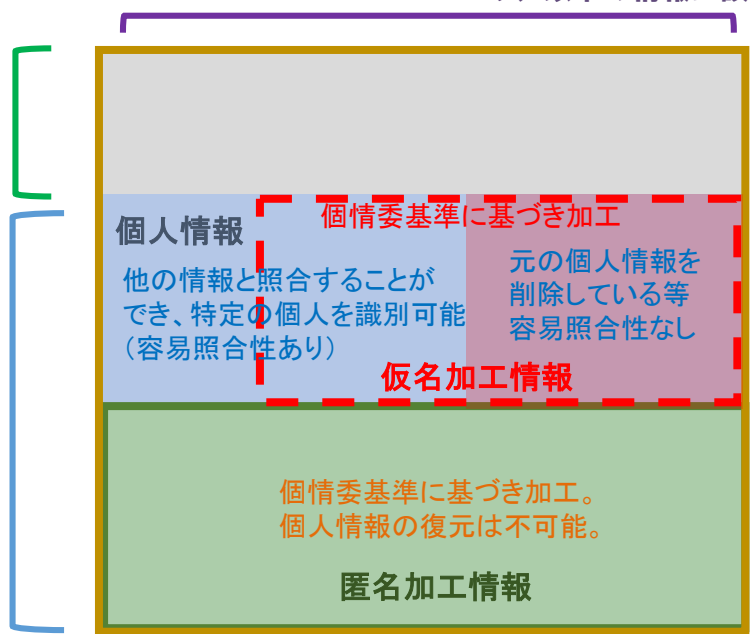 個情委基準に基づき加工
個人情報
他の情報と照合することが
でき、特定の個人を識別可能
（容易照合性あり）
元の個人情報を
削除している等
容易照合性なし
仮名加工情報
個情委基準に基づき加工。
個人情報の復元は不可能。
匿名加工情報